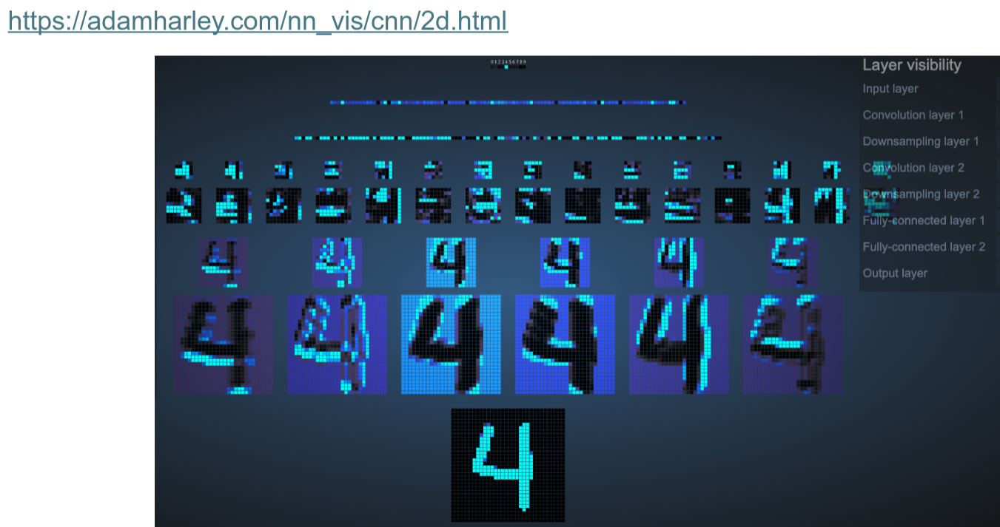 https://adamharley.com/nn_vis/cnn/2d.html
0123456789
Layer visibility
Input layer
Convolution layer 1
Downsampling layer 1
Convolution layer 2
Downsampling layer 2
Fully-connected layer 1
Fully-connected layer 2
Output layer
4